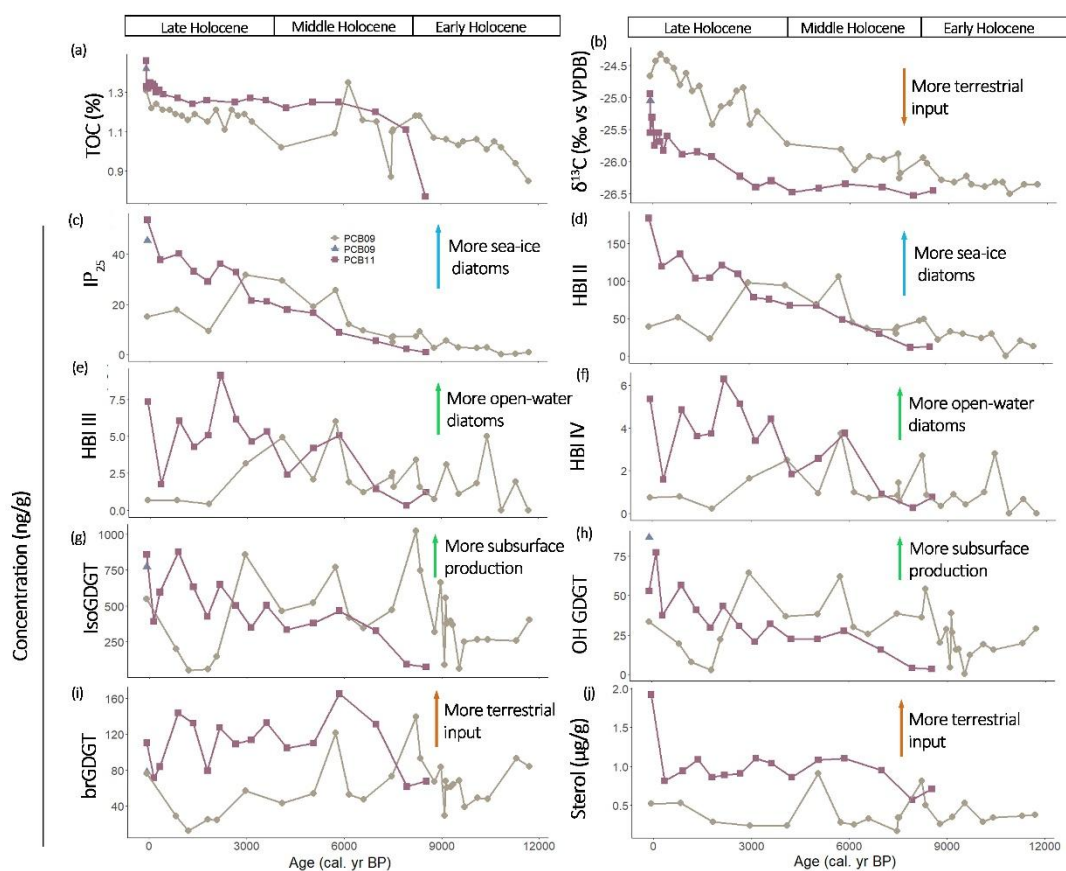 Late Holocene Middle Holocene Early Holocene
Late Holocene Middle Holocene Early Holocene
(a)
TOC (%)
1.3
1.1
0.9
(b)
δ13C (‰ vs VPDB)
-24.5
-25.0
-25.5
-26.0
-26.5
More terrestrial
input
Concentration (ng/g)
(c)
IP25
40
20
0
PCB09
PCB09
PCB11
More sea-ice
diatoms
(d)
HBI II
150
100
50
0
More sea-ice
diatoms
(e)
HBI III
7.5
5.0
2.5
0.0
More open-water
diatoms
(f)
HBI IV
6
4
2
0
More open-water
diatoms
(g)
IsoGDGT
1000
750
500
250
More subsurface
production
(h)
OH GDGT
75
50
25
0
More subsurface
production
(i)
brGDGT
160
120
80
40
More terrestrial
input
(j)
Sterol (µg/g)
2.0
1.5
1.0
0.5
More terrestrial
input
0 3000 6000 9000 12000
Age (cal. yr BP)
0 3000 6000 9000 12000
Age (cal. yr BP)